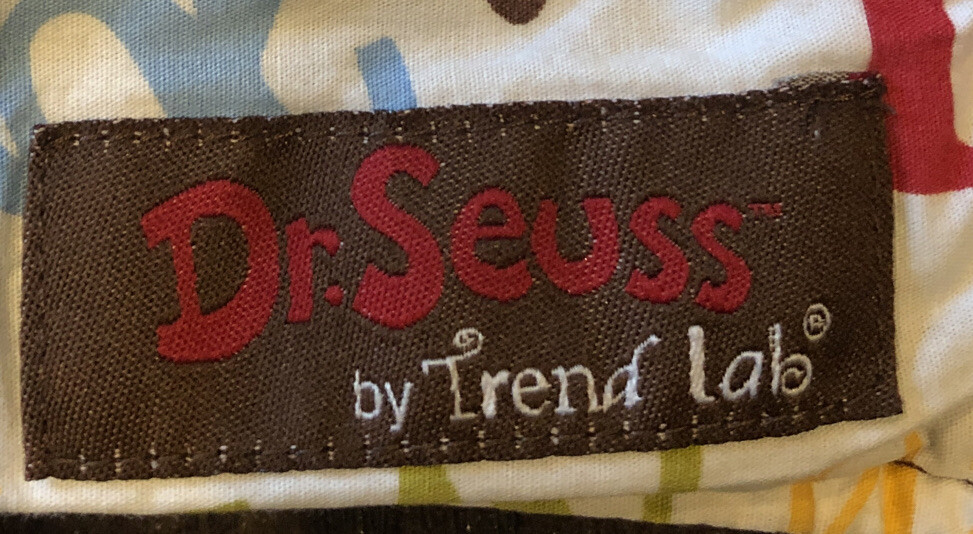 Dr. Seuss™
by Trend Lab®